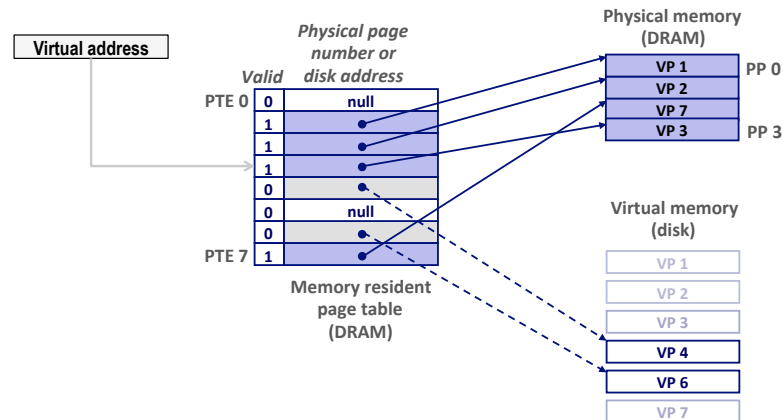 Virtual address
Physical page
number or
disk address
Valid
PTE 0
0
null
1
1
1
0
0
null
0
PTE 7
1
Memory resident
page table
(DRAM)
Physical memory
(DRAM)
VP 1
PP 0
VP 2
VP 7
VP 3
PP 3
Virtual memory
(disk)
VP 1
VP 2
VP 3
VP 4
VP 6
VP 7